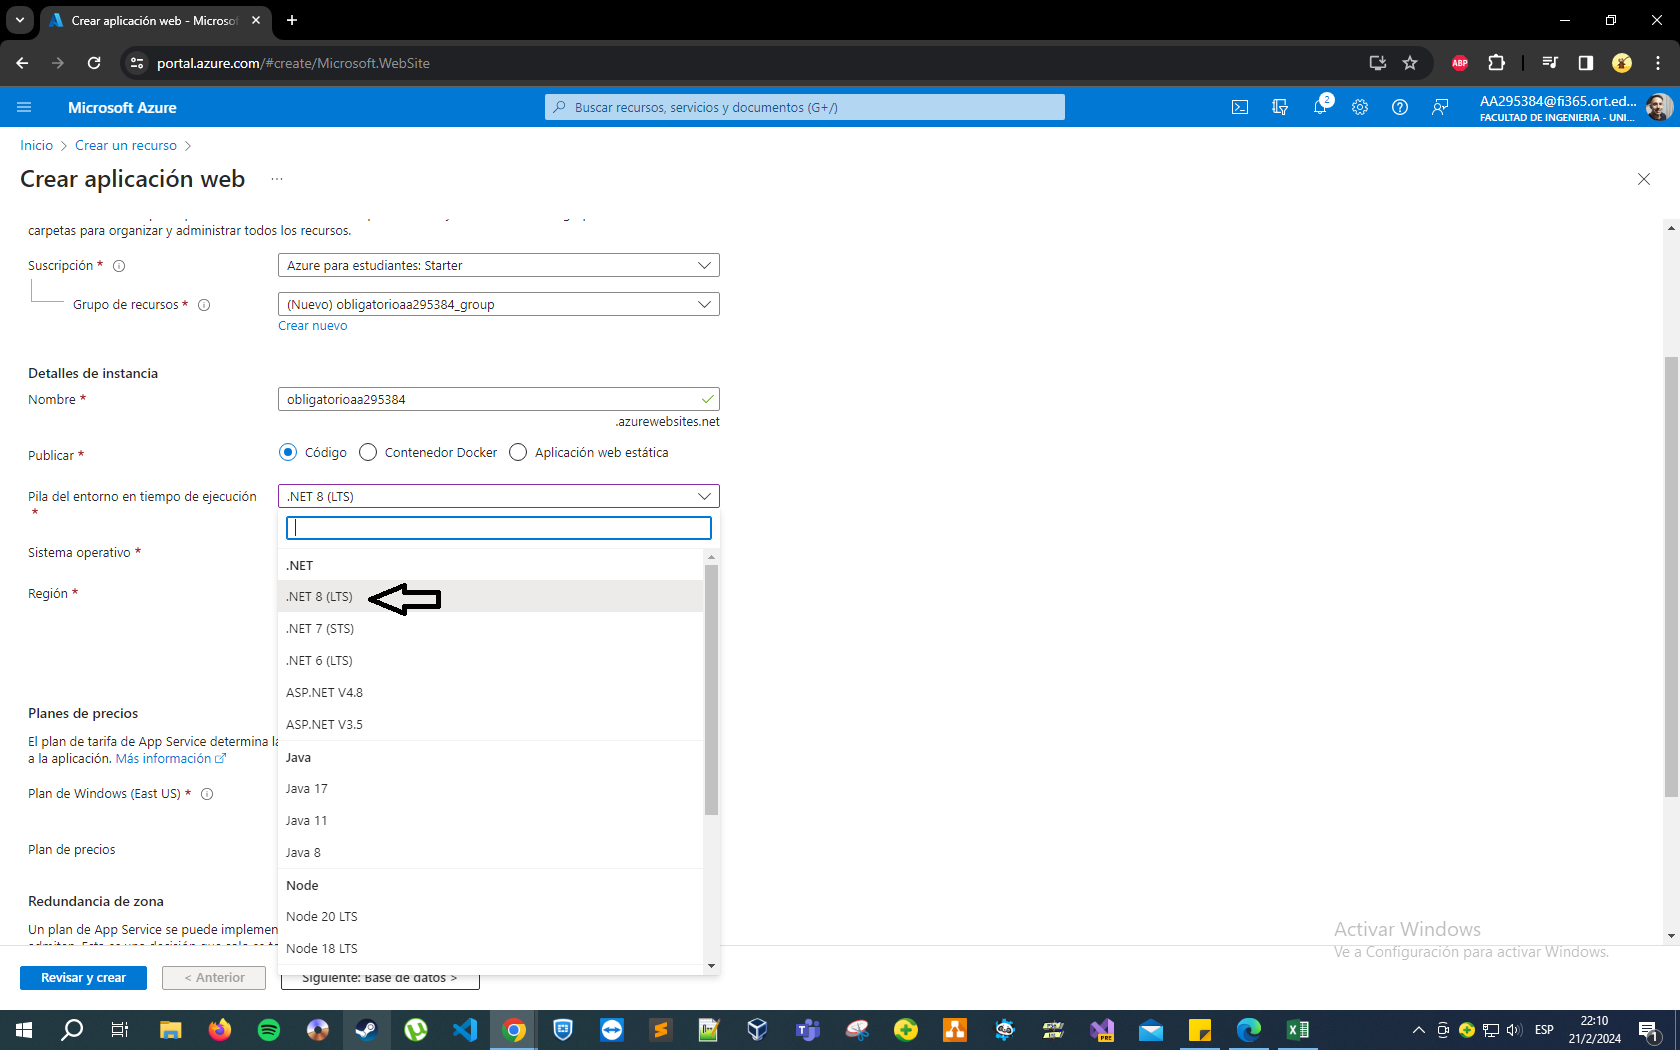 Crear aplicación web - Microsof
portal.azure.com/#create/Microsoft.WebSite
ABP
Microsoft Azure
Buscar recursos, servicios y documentos (G+/)
2
AA295384@fi365.ort.ed...
FACULTAD DE INGENIERIA - UNI...
Inicio > Crear un recurso >
Crear aplicación web ...
carpetas para organizar y administrar todos los recursos.
Suscripción *
Azure para estudiantes: Starter
Grupo de recursos *
(Nuevo) obligatorioaa295384_group
Crear nuevo
Detalles de instancia
Nombre *
obligatorioaa295384
.azurewebsites.net
Publicar *
Código
Contenedor Docker
Aplicación web estática
Pila del entorno en tiempo de ejecución
*
.NET 8 (LTS)
Sistema operativo *
Región *
.NET
.NET 8 (LTS)
.NET 7 (STS)
.NET 6 (LTS)
ASP.NET V4.8
ASP.NET V3.5
Java
Java 17
Java 11
Java 8
Node
Node 20 LTS
Node 18 LTS
Planes de precios
El plan de tarifa de App Service determina la
a la aplicación. Más información
Plan de Windows (East US) *
Plan de precios
Redundancia de zona
Un plan de App Service se puede implemen
Activar Windows
Ve a Configuración para activar Windows.
Revisar y crear
< Anterior
Siguiente: Base de datos >
PRE
ESP
22:10
21/2/2024
1